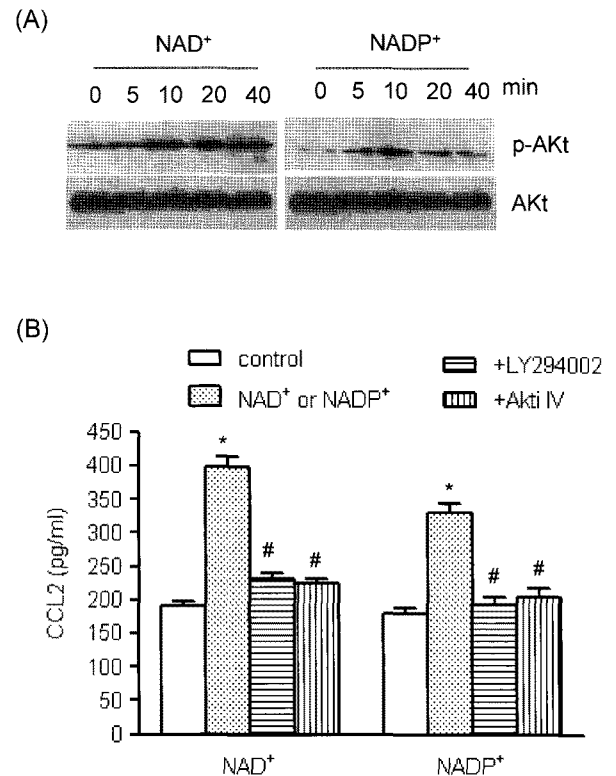 (A)
NAD⁺ NADP⁺
0 5 10 20 40 0 5 10 20 40 min
p-AKt
AKt
(B)
control +LY294002
NAD⁺ or NADP⁺ +Akti IV
CCL2 (pg/ml)
450
400
350
300
250
200
150
100
50
0
* # # * # #
NAD⁺ NADP⁺